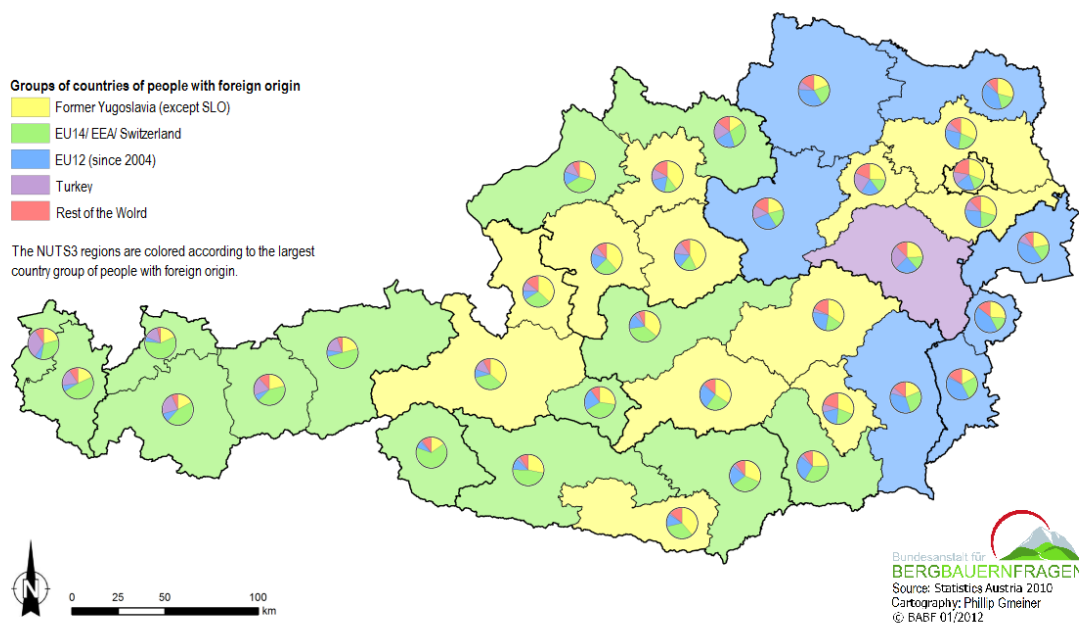 Groups of countries of people with foreign origin
Former Yugoslavia (except SLO)
EU14/ EEA/ Switzerland
EU12 (since 2004)
Turkey
Rest of the Wolrd
The NUTS3 regions are colored according to the largest
country group of people with foreign origin.
N
0 25 50 100
km
Bundesanstalt für
BERGBAUERNFRAGEN
Source: Statistics Austria 2010
Cartography: Phillip Gmeiner
© BABF 01/2012